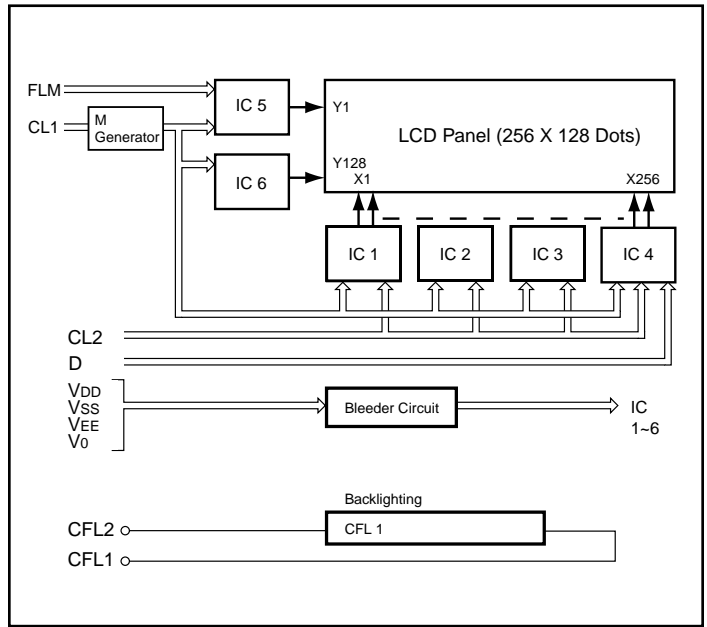 FLM
CL1
M
Generator
IC 5
IC 6
Y1
LCD Panel (256 X 128 Dots)
Y128
X1
X256
IC 1
IC 2
IC 3
IC 4
CL2
D
VDD
VSS
VEE
V0
Bleeder Circuit
IC
1~6
Backlighting
CFL2
CFL 1
CFL1